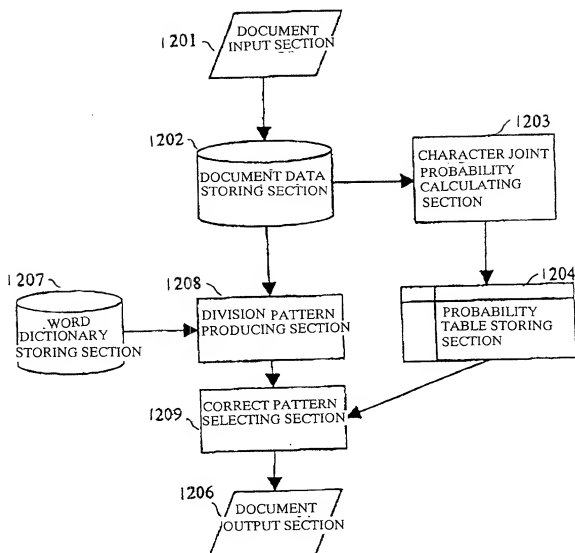 1201
DOCUMENT
INPUT SECTION
1202
DOCUMENT DATA
STORING SECTION
1203
CHARACTER JOINT
PROBABILITY
CALCULATING
SECTION
1204
PROBABILITY
TABLE STORING
SECTION
1207
WORD
DICTIONARY
STORING SECTION
1208
DIVISION PATTERN
PRODUCING SECTION
1209
CORRECT PATTERN
SELECTING SECTION
1206
DOCUMENT
OUTPUT SECTION